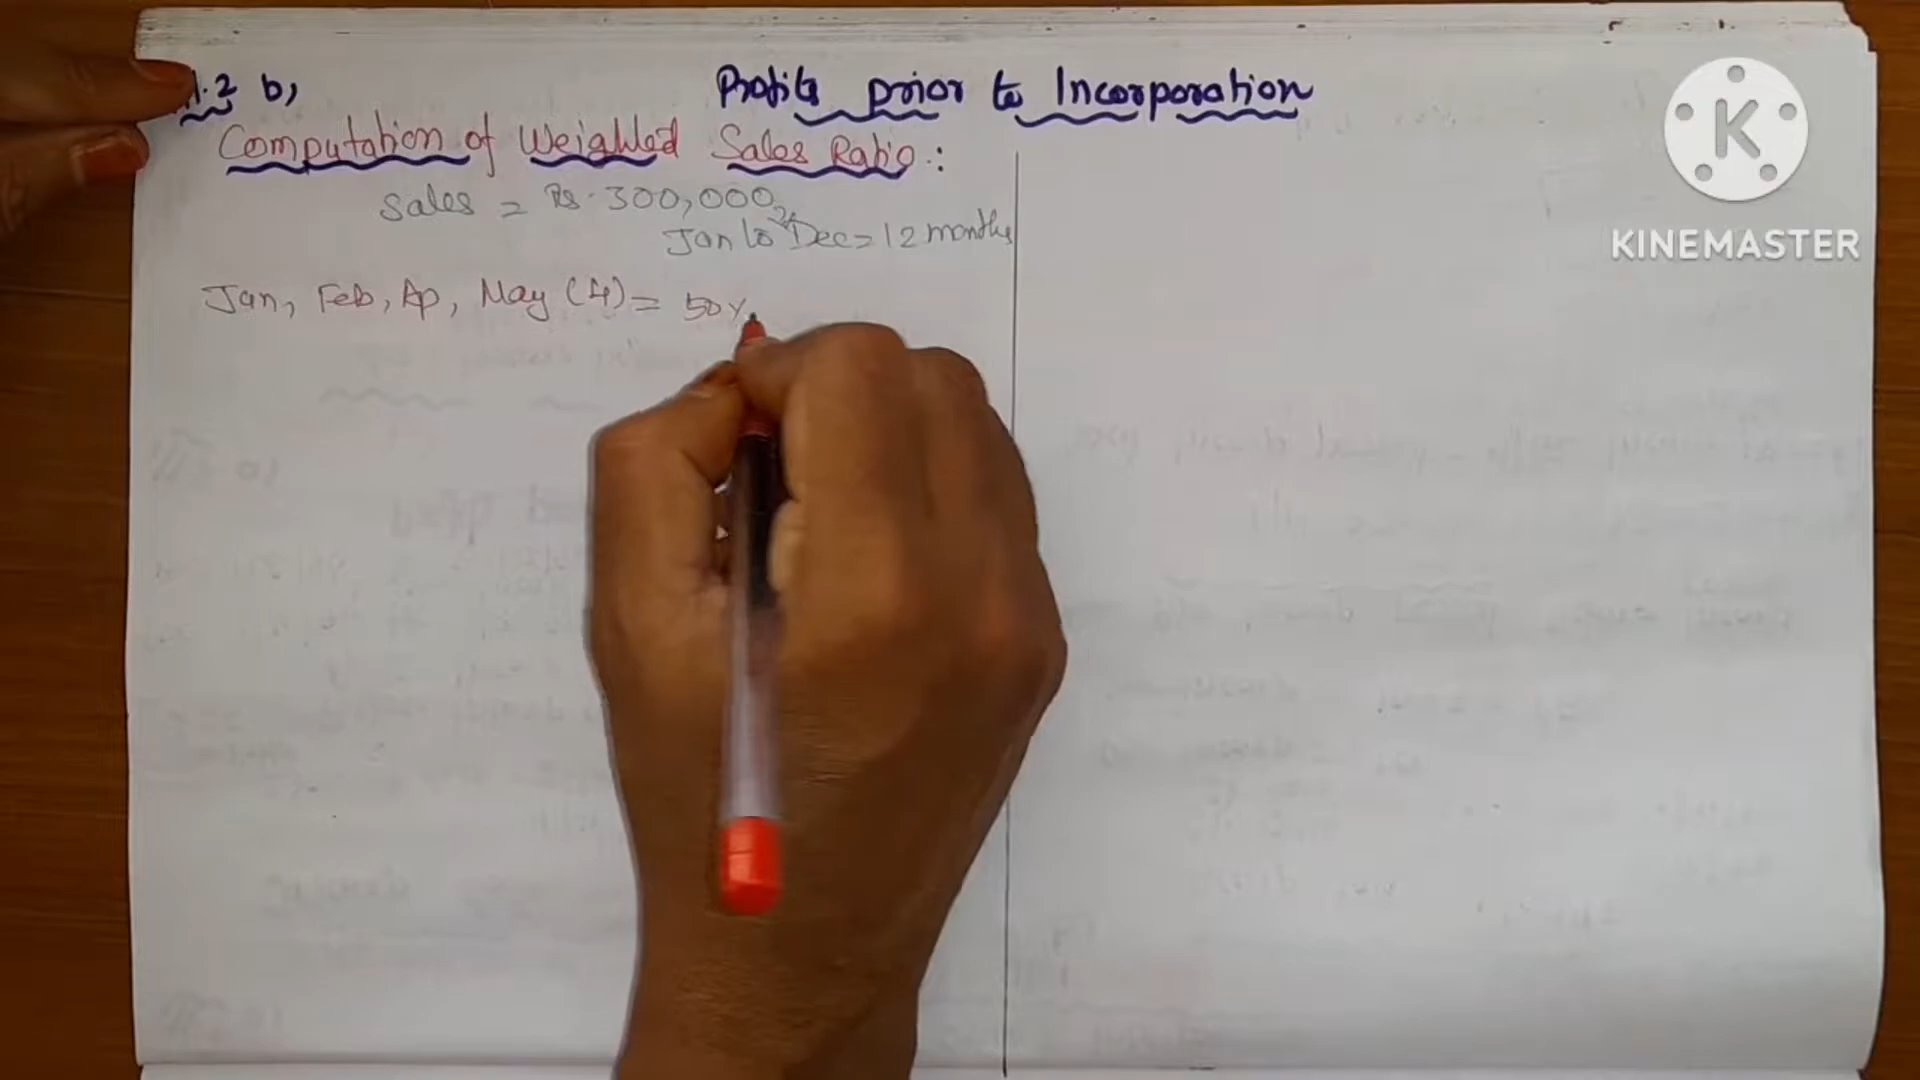 1.2 b,
Profits prior to Incorporation
Computation of Weighted Sales Ratio :
Sales = Rs. 300,000
Jan to Dec = 12 months
Jan, Feb, Ap, May (4) = 50%
K
KINEMASTER